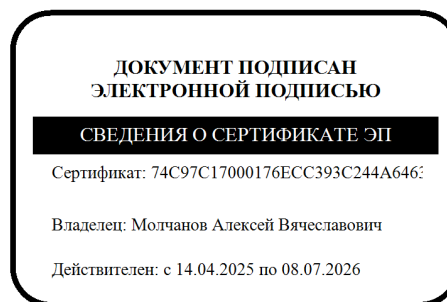 ДОКУМЕНТ ПОДПИСАН
ЭЛЕКТРОННОЙ ПОДПИСЬЮ
СВЕДЕНИЯ О СЕРТИФИКАТЕ ЭП
Сертификат: 74C97C17000176ECC393C244A6463
Владелец: Молчанов Алексей Вячеславович
Действителен: с 14.04.2025 по 08.07.2026